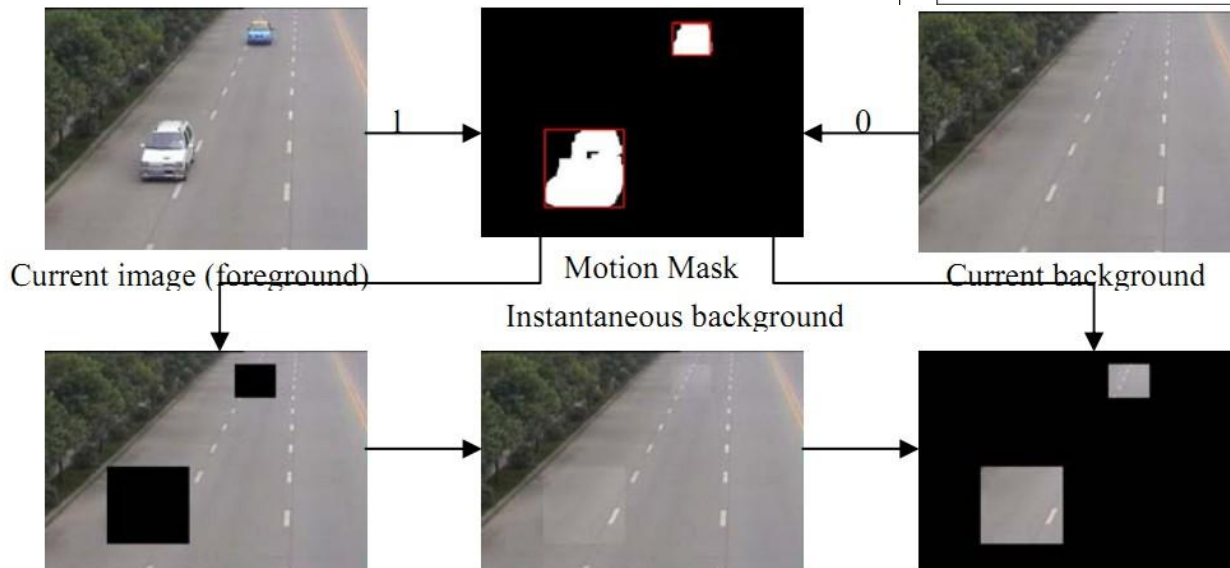 1
0
Current image (foreground)
Motion Mask
Current background
Instantaneous background